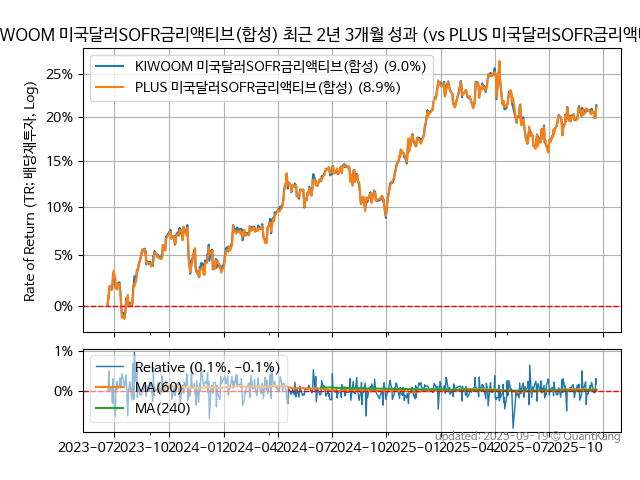 WOOM 미국달러SOFR금리액티브(합성) 최근 2년 3개월 성과 (vs PLUS 미국달러SOFR금리액티
KIWOOM 미국달러SOFR금리액티브(합성) (9.0%)
PLUS 미국달러SOFR금리액티브(합성) (8.9%)
25%
20%
15%
10%
5%
0%
Rate of Return (TR: 배당재투자, Log)
Relative (0.1%, -0.1%)
MA(60)
MA(240)
1%
0%
2023-07 2023-10 2024-01 2024-04 2024-07 2024-10 2025-01 2025-04 2025-07 2025-10
updated: 2025-09-19 © QuantKang